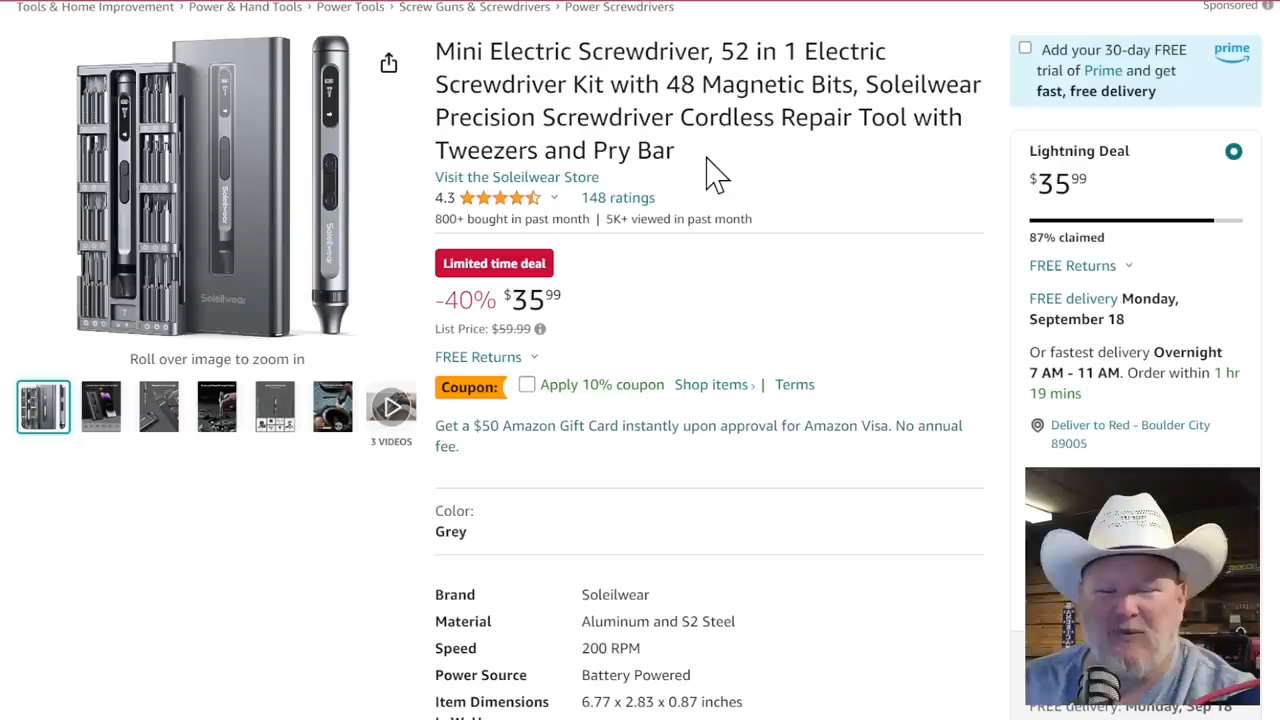 Tools & Home Improvement › Power & Hand Tools › Power Tools › Screw Guns & Screwdrivers › Power Screwdrivers
Sponsored
Mini Electric Screwdriver, 52 in 1 Electric
Screwdriver Kit with 48 Magnetic Bits, Soleilwear
Precision Screwdriver Cordless Repair Tool with
Tweezers and Pry Bar
Visit the Soleilwear Store
4.3
148 ratings
800+ bought in past month | 5K+ viewed in past month
Limited time deal
-40% $35 99
List Price: $59.99
FREE Returns
Coupon: Apply 10% coupon Shop items › | Terms
Get a $50 Amazon Gift Card instantly upon approval for Amazon Visa. No annual
fee.
Color:
Grey
Brand Soleilwear
Material Aluminum and S2 Steel
Speed 200 RPM
Power Source Battery Powered
Item Dimensions 6.77 x 2.83 x 0.87 inches
Soleilwear
Soleilwear
Soleilwear
Roll over image to zoom in
3 VIDEOS
Add your 30-day FREE
trial of Prime and get
fast, free delivery
prime
Lightning Deal
$35 99
87% claimed
FREE Returns
FREE delivery Monday,
September 18
Or fastest delivery Overnight
7 AM - 11 AM. Order within 1 hr
19 mins
Deliver to Red - Boulder City
89005
FREE delivery: Monday, Sep 18